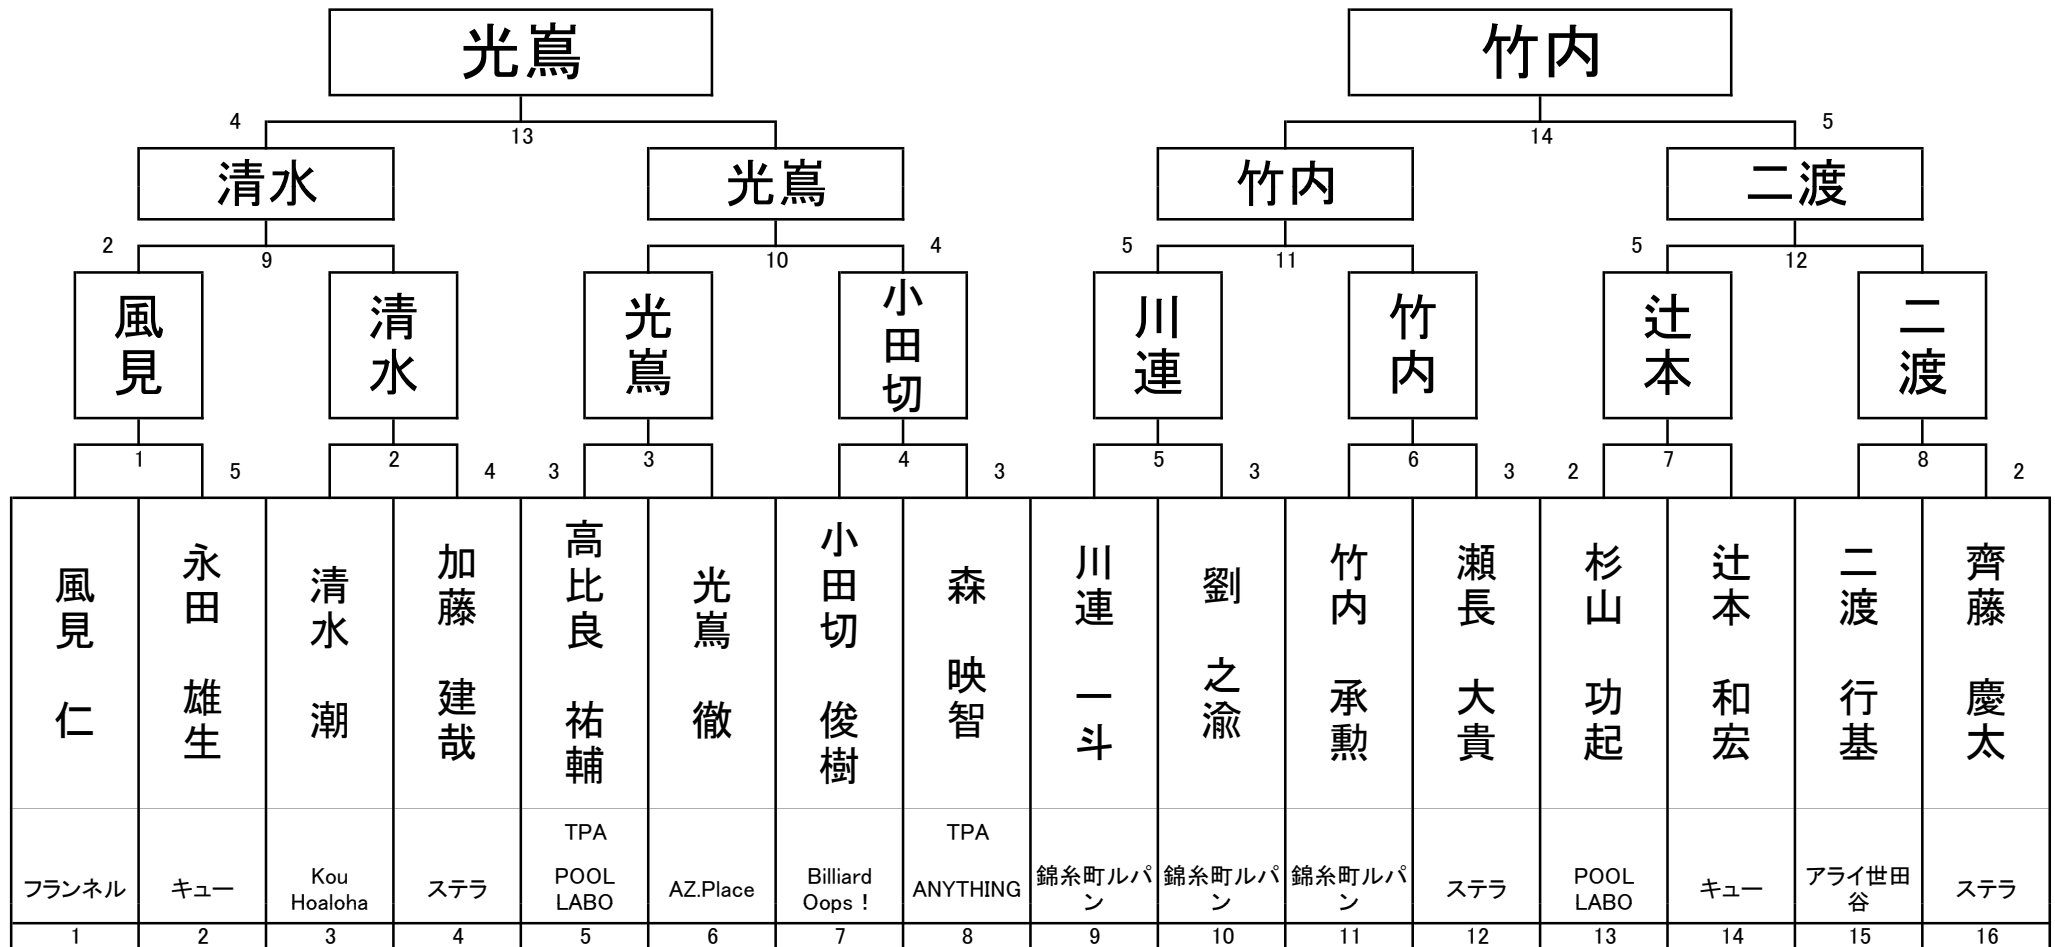 光嶌
竹内
4
13
14
5
清水
光嶌
竹内
二渡
2
9
10
4
5
11
5
12
風見
清水
光嶌
小田切
川連
竹内
辻本
二渡
1
5
2
4
3
3
4
3
5
3
6
3
2
7
8
2
風見 仁
永田 雄生
清水 潮
加藤 建哉
高比良 祐輔
光嶌 徹
小田切 俊樹
森 映智
川連 一斗
劉 之渝
竹内 承勲
瀬長 大貴
杉山 功起
辻本 和宏
二渡 行基
齊藤 慶太
フランネル
キュー
Kou
Hoaloha
ステラ
TPA
POOL
LABO
AZ.Place
Billiard
Oops！
TPA
ANYTHING
錦糸町ルパ
ン
錦糸町ルパ
ン
錦糸町ルパ
ン
ステラ
POOL
LABO
キュー
アライ世田
谷
ステラ
1
2
3
4
5
6
7
8
9
10
11
12
13
14
15
16